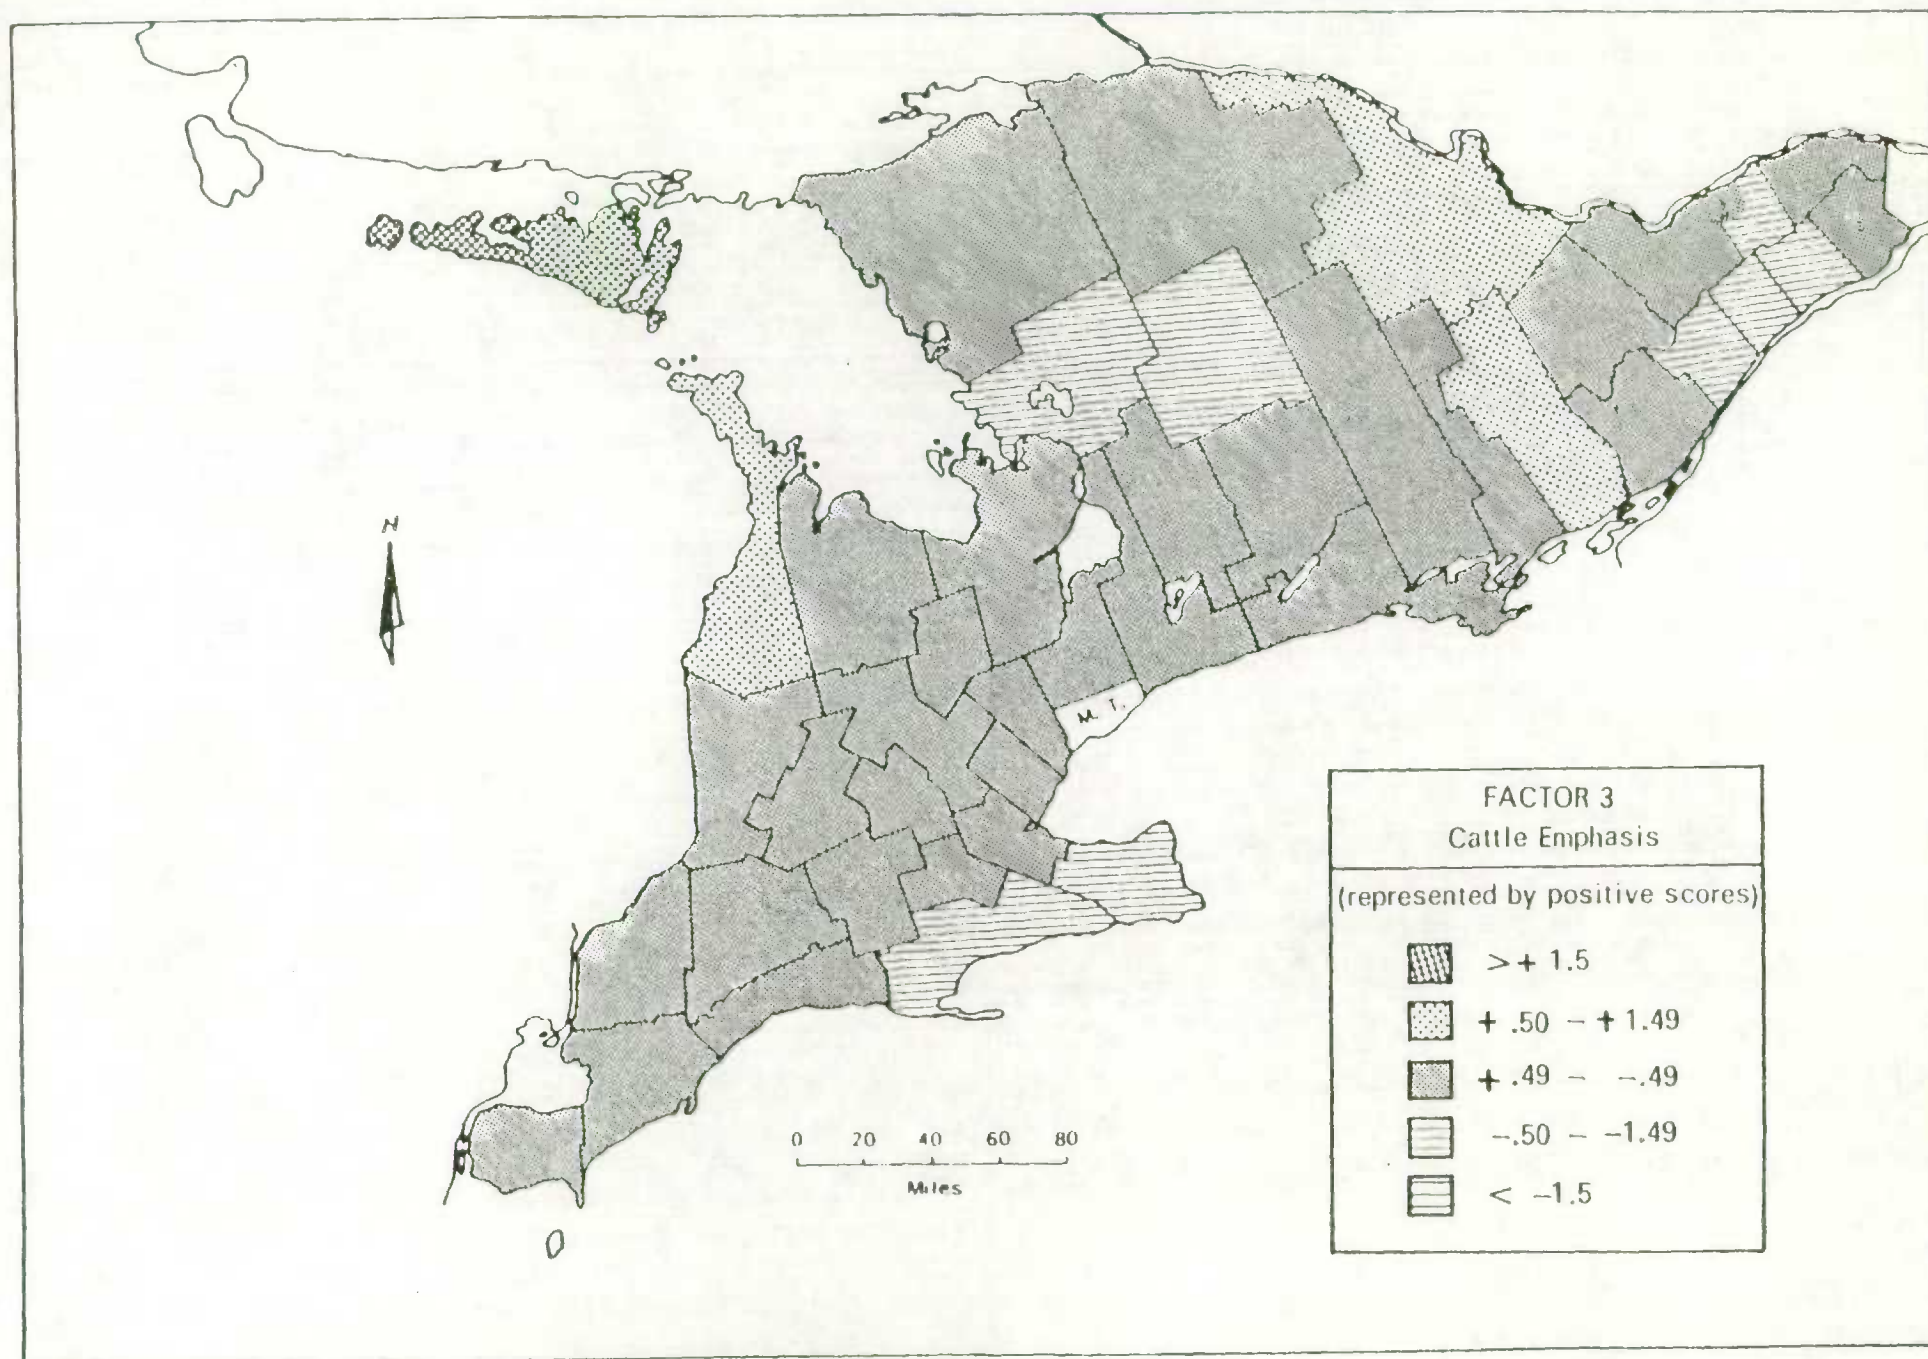 N
M. T.
FACTOR 3
Cattle Emphasis
(represented by positive scores)
> + 1.5
+ .50 − + 1.49
+ .49 − −.49
−.50 − −1.49
< −1.5
0 20 40 60 80
Miles